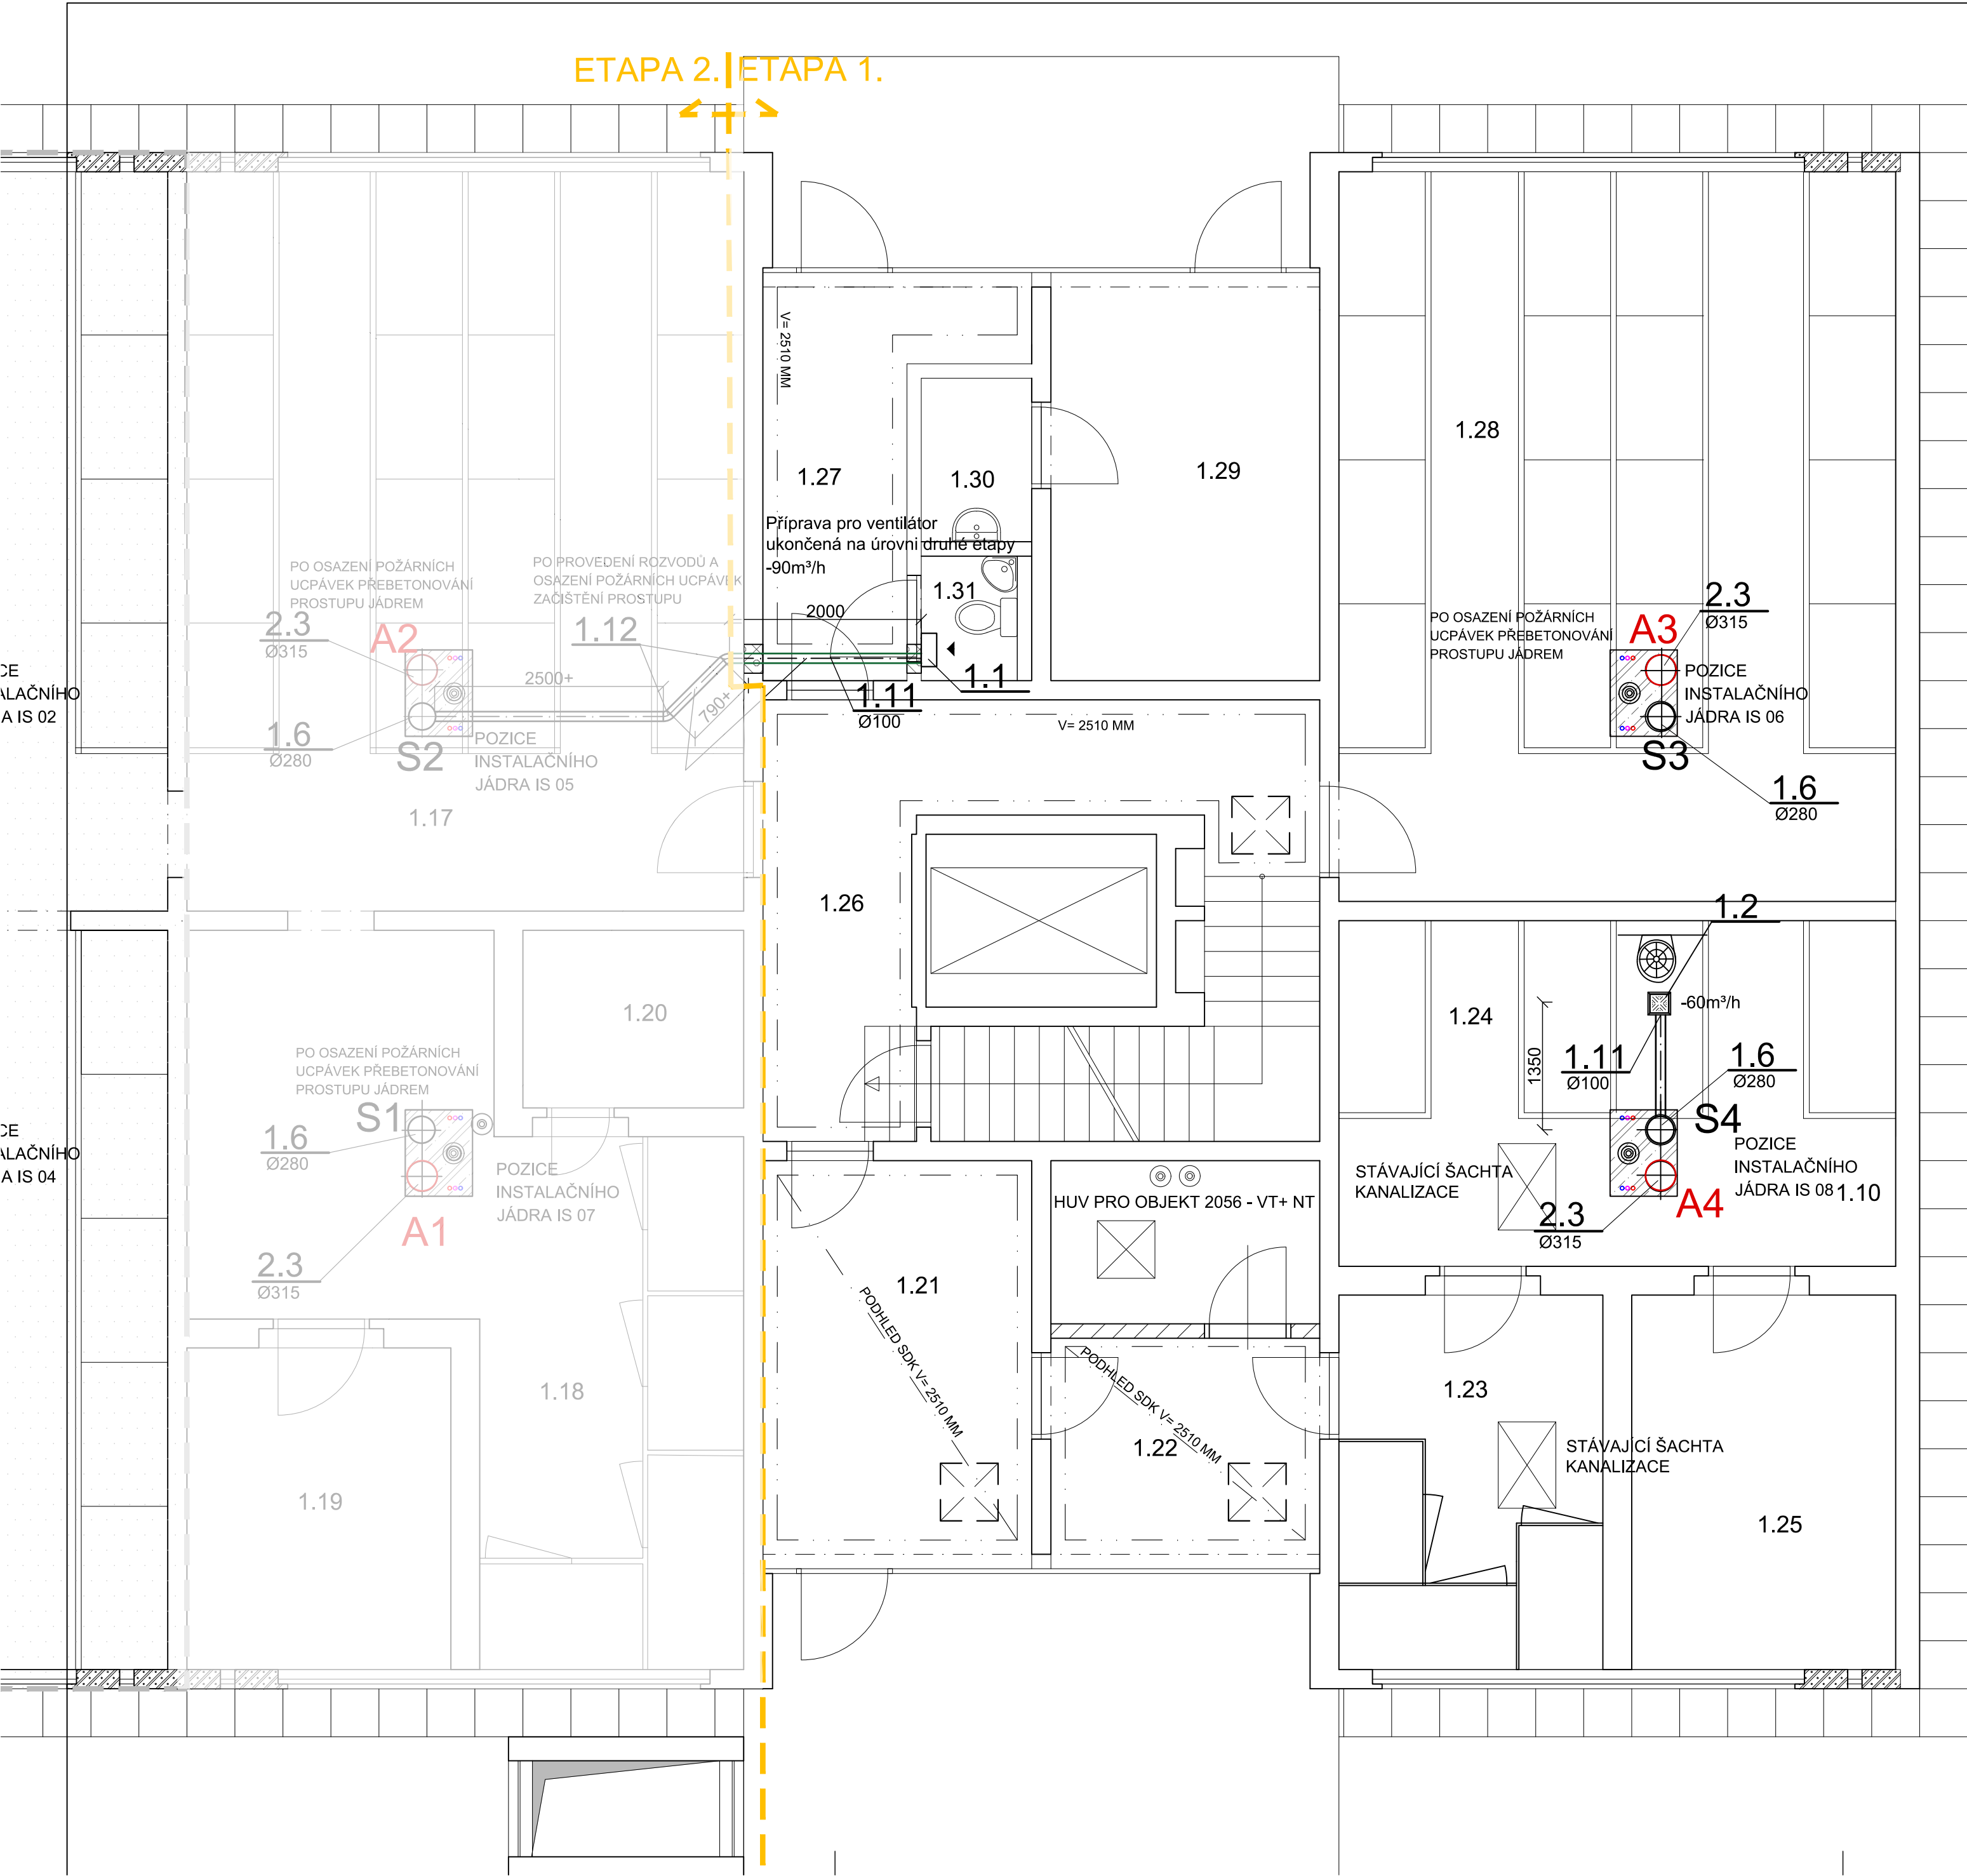 ETAPA 2.
ETAPA 1.
V= 2510 MM
1.27
1.30
1.29
1.28
Příprava pro ventilátor
ukončená na úrovni druhé etapy
-90m³/h
1.31
2000
1.1
1.11
Ø100
V= 2510 MM
PO OSAZENÍ POŽÁRNÍCH
UCPÁVEK PŘEBETONOVÁNÍ
PROSTUPU JÁDREM
2.3
Ø315
A2
PO PROVEDENÍ ROZVODŮ A
OSAZENÍ POŽÁRNÍCH UCPÁVEK
ZAČIŠTĚNÍ PROSTUPU
1.12
2500+
790+
1.6
Ø280
S2
POZICE
INSTALAČNÍHO
JÁDRA IS 05
1.17
ALAČNÍHO
A IS 02
PO OSAZENÍ POŽÁRNÍCH
UCPÁVEK PŘEBETONOVÁNÍ
PROSTUPU JÁDREM
A3
2.3
Ø315
POZICE
INSTALAČNÍHO
JÁDRA IS 06
S3
1.6
Ø280
1.26
1.2
1.24
-60m³/h
1350
1.11
Ø100
1.6
Ø280
S4
POZICE
INSTALAČNÍHO
JÁDRA IS 08
1.10
STÁVAJÍCÍ ŠACHTA
KANALIZACE
2.3
Ø315
A4
1.20
PO OSAZENÍ POŽÁRNÍCH
UCPÁVEK PŘEBETONOVÁNÍ
PROSTUPU JÁDREM
S1
1.6
Ø280
POZICE
INSTALAČNÍHO
JÁDRA IS 07
A1
2.3
Ø315
CE
ALAČNÍHO
A IS 04
HUV PRO OBJEKT 2056 - VT+ NT
1.21
PODHLED SDK V= 2510 MM
PODHLED SDK V= 2510 MM
1.22
1.23
STÁVAJÍCÍ ŠACHTA
KANALIZACE
1.18
1.19
1.25